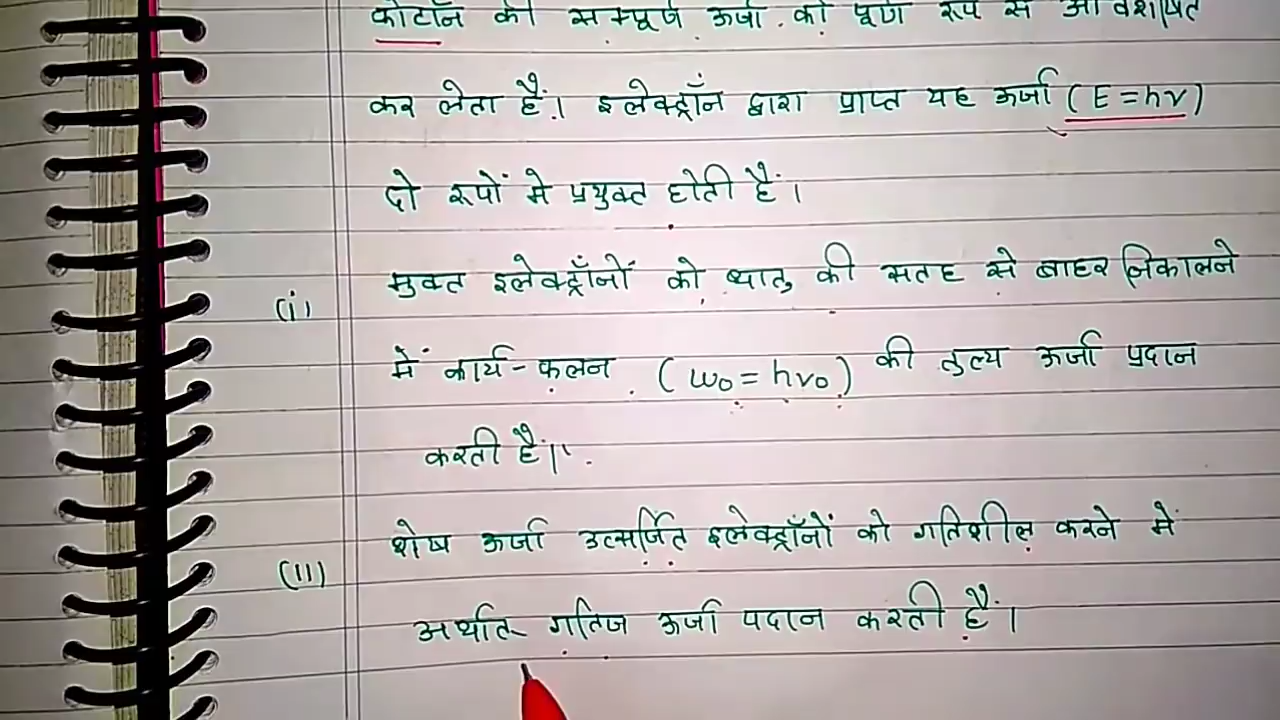 फोटॉन की सम्पूर्ण ऊर्जा को पूर्ण रूप से अवशोषित
कर लेता है। इलेक्ट्रॉन द्वारा प्राप्त यह ऊर्जा (E=hν)
दो रूपों मे प्रयुक्त होती है।
(i) मुक्त इलेक्ट्रॉनों को धातु की सतह से बाहर निकालने
में कार्य-फलन (w₀=hν₀) की तुल्य ऊर्जा प्रदान
करती है।
(II) शेष ऊर्जा उत्सर्जित इलेक्ट्रॉनों को गतिशील करने में
अर्थात- गतिज ऊर्जा पदान करती है।